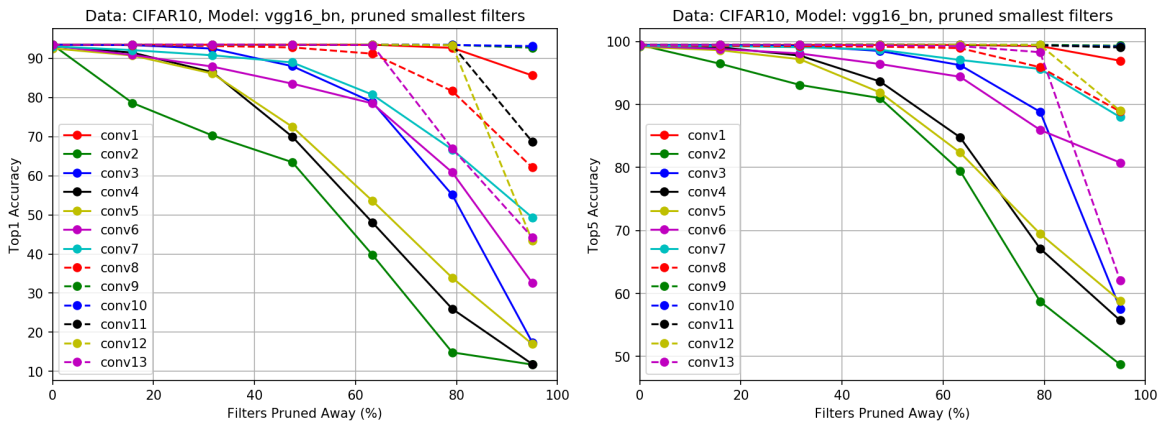 Data: CIFAR10, Model: vgg16_bn, pruned smallest filters
90
80
70
60
50
40
30
20
10
Top1 Accuracy
conv1
conv2
conv3
conv4
conv5
conv6
conv7
conv8
conv9
conv10
conv11
conv12
conv13
0 20 40 60 80 100
Filters Pruned Away (%)
Data: CIFAR10, Model: vgg16_bn, pruned smallest filters
100
90
80
70
60
50
Top5 Accuracy
conv1
conv2
conv3
conv4
conv5
conv6
conv7
conv8
conv9
conv10
conv11
conv12
conv13
0 20 40 60 80 100
Filters Pruned Away (%)